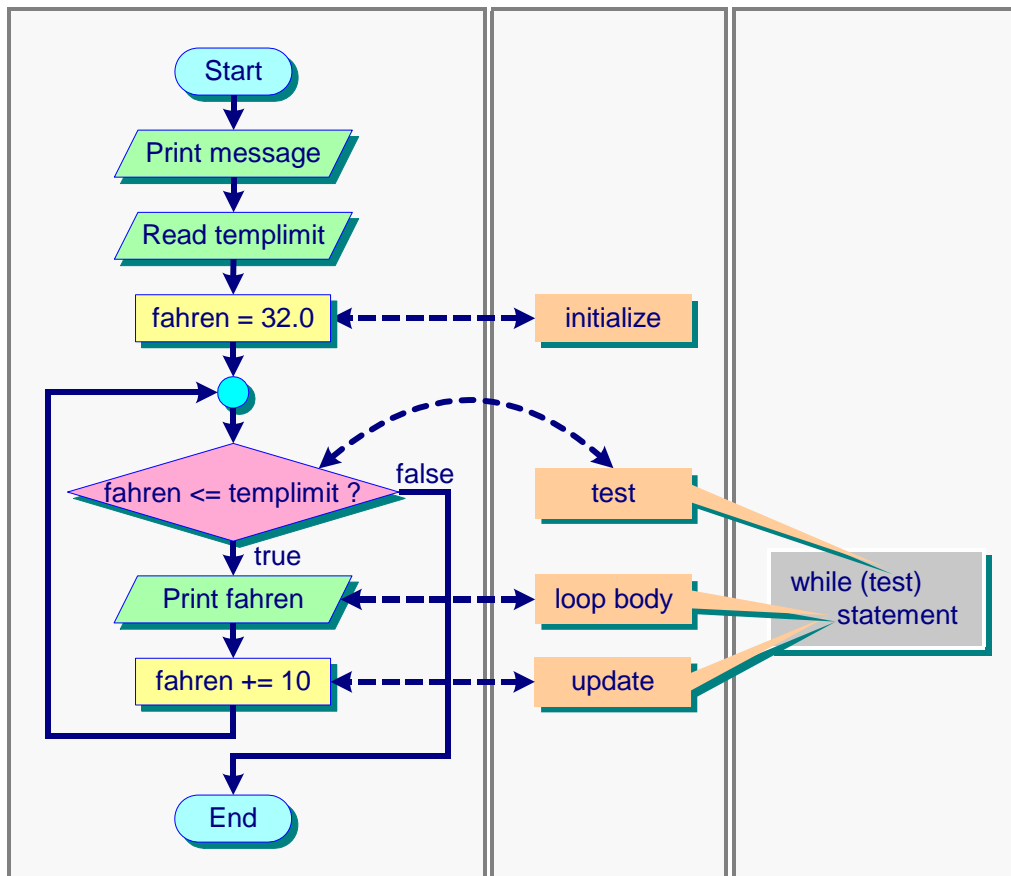 Start
Print message
Read templimit
fahren = 32.0
fahren <= templimit ?
false
true
Print fahren
fahren += 10
End
initialize
test
loop body
update
while (test)
statement